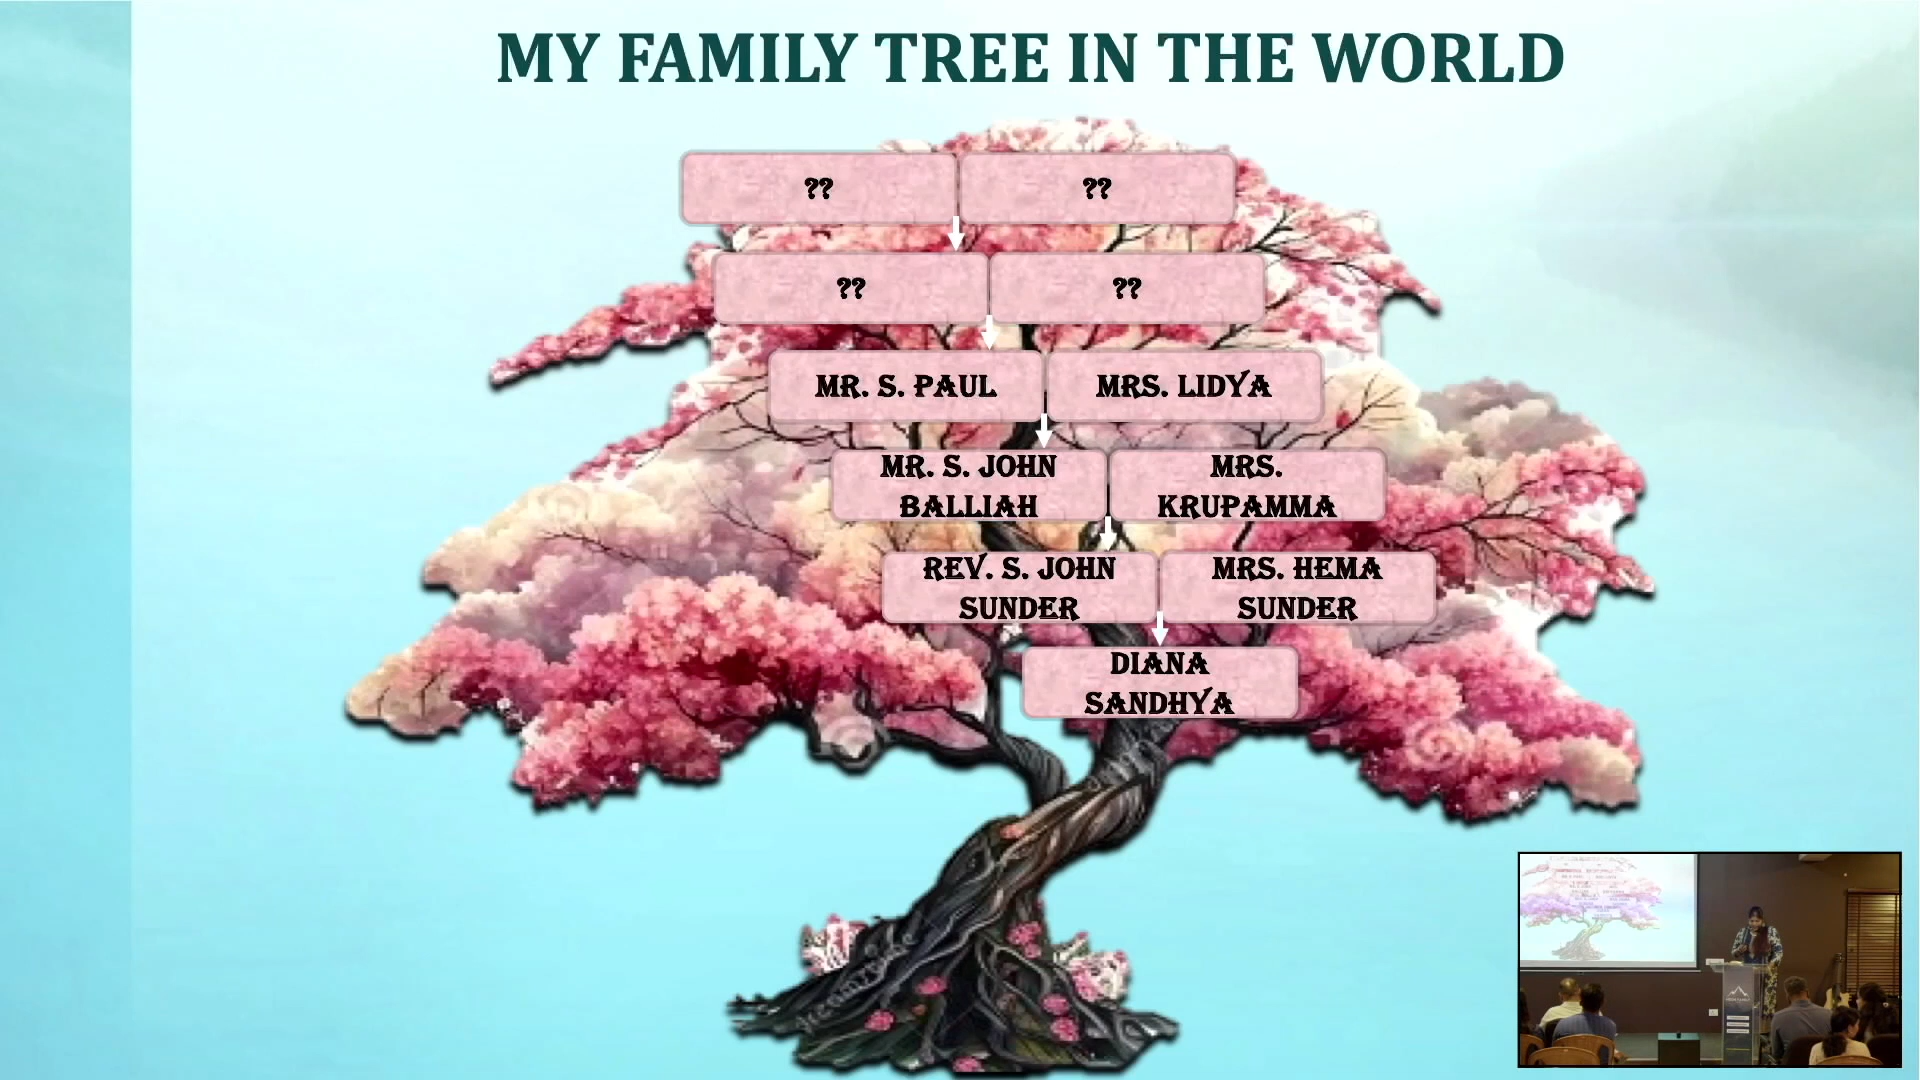 MY FAMILY TREE IN THE WORLD
?? ??
?? ??
MR. S. PAUL
MRS. LIDYA
MR. S. JOHN
BALLIAH
MRS.
KRUPAMMA
REV. S. JOHN
SUNDER
MRS. HEMA
SUNDER
DIANA
SANDHYA